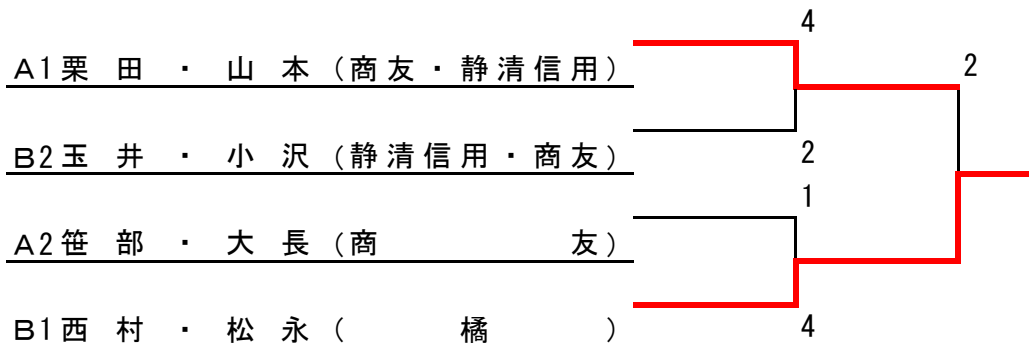 4
A1栗 田 ・ 山 本(商友・静清信用)
2
B2玉 井 ・ 小 沢(静清信用・商友)
2
1
A2笹 部 ・ 大 長(商 友)
B1西 村 ・ 松 永( 橘 )
4